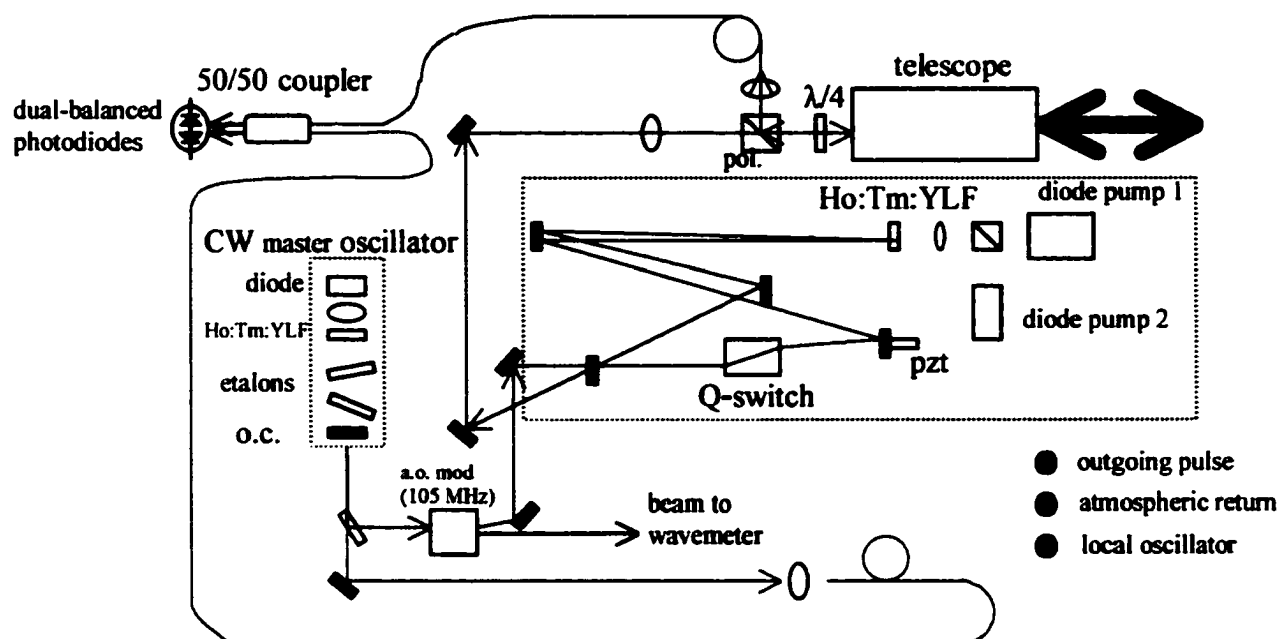 50/50 coupler
dual-balanced
photodiodes
telescope
λ/4
pol.
Ho:Tm:YLF
diode pump 1
CW master oscillator
diode
Ho:Tm:YLF
etalons
o.c.
diode pump 2
pzt
Q-switch
a.o. mod
(105 MHz)
beam to
wavemeter
outgoing pulse
atmospheric return
local oscillator